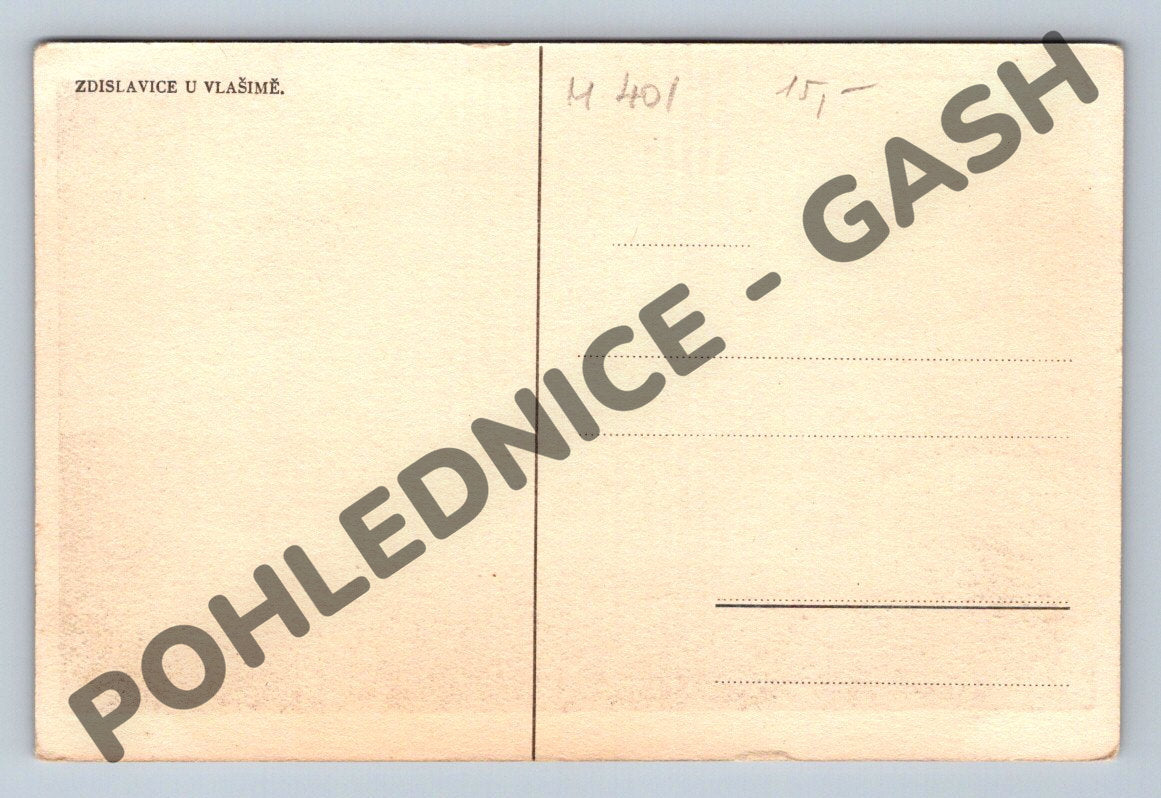 ZDISLAVICE U VLAŠIMĚ.
M 401
15,-
POHLEDNICE - GASH